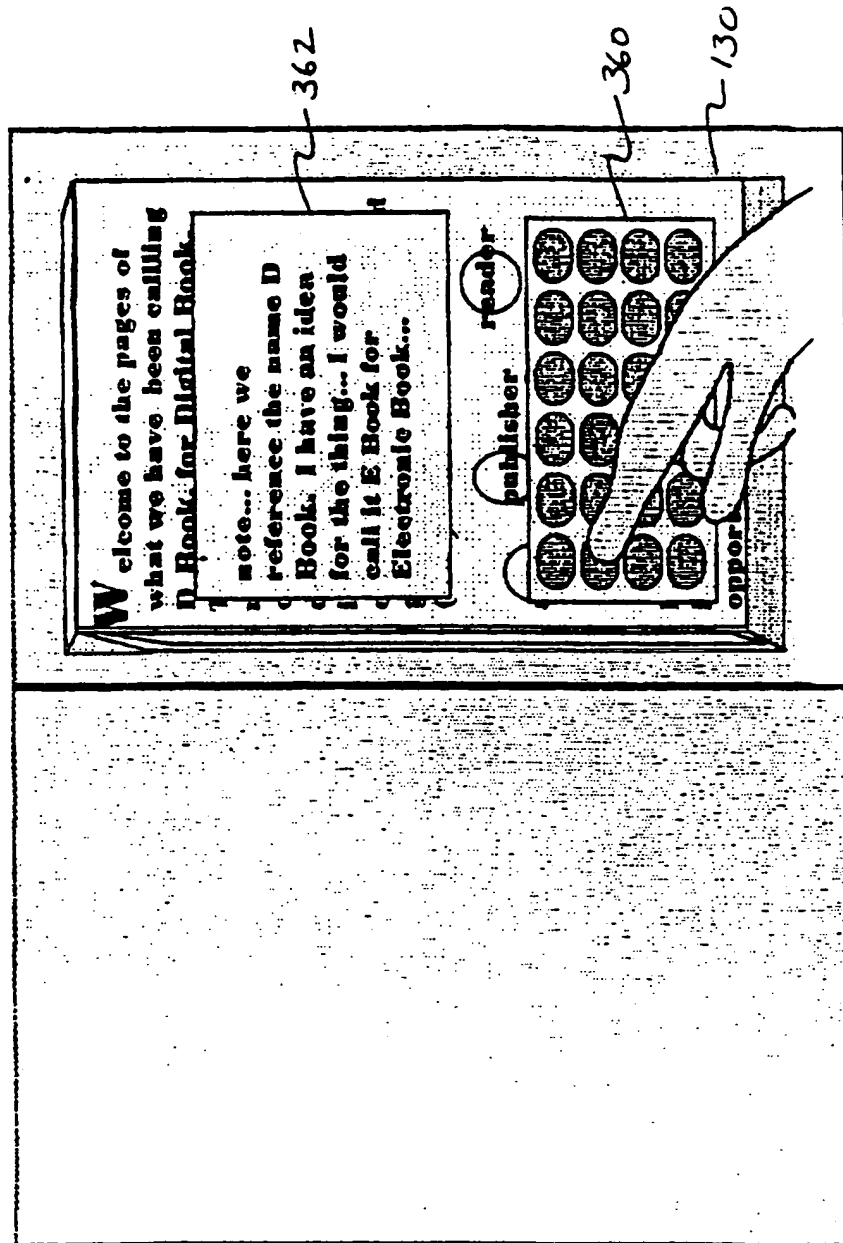 Welcome to the pages of
what we have been callling
D Book, for Digital Book.
note... here we
reference the name D
Book. I have an idea
for the thing... I would
call it E Book for
Electronic Book...
publisher
reader
oppor
362
360
130